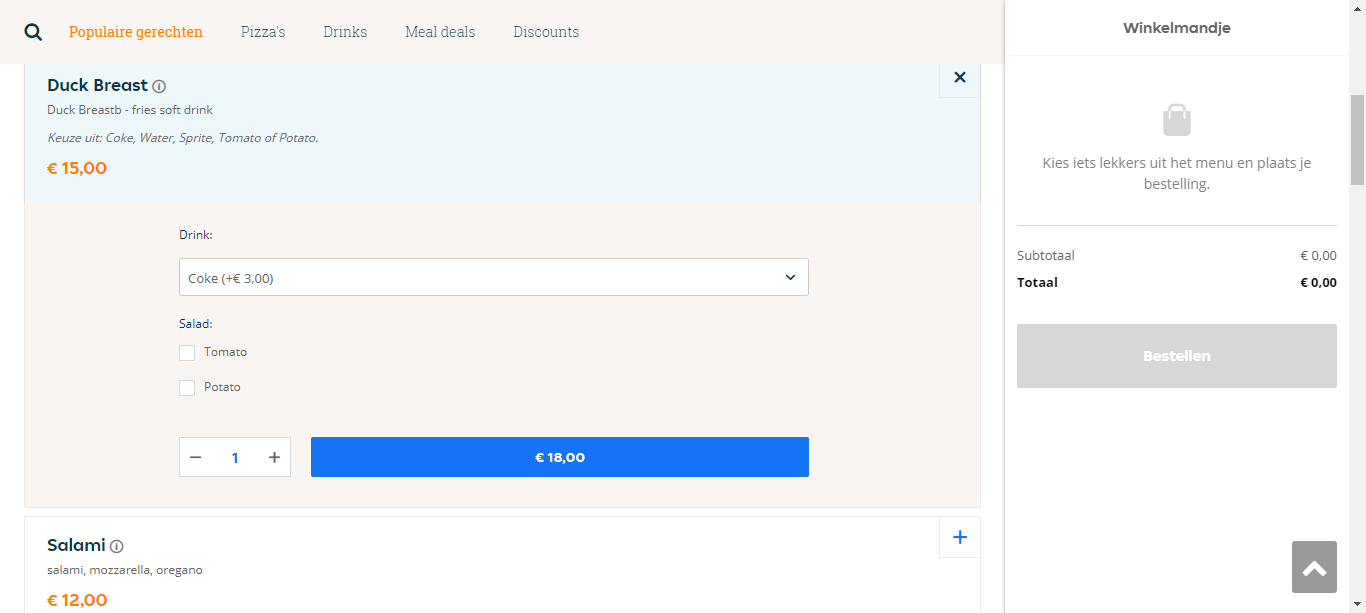 Populaire gerechten Pizza's Drinks Meal deals Discounts
Duck Breast
Duck Breastb - fries soft drink
Keuze uit: Coke, Water, Sprite, Tomato of Potato.
€ 15,00
Drink:
Coke (+€ 3,00)
Salad:
Tomato
Potato
1
€ 18,00
Salami
salami, mozzarella, oregano
€ 12,00
Winkelmandje
Kies iets lekkers uit het menu en plaats je
bestelling.
Subtotaal € 0,00
Totaal € 0,00
Bestellen